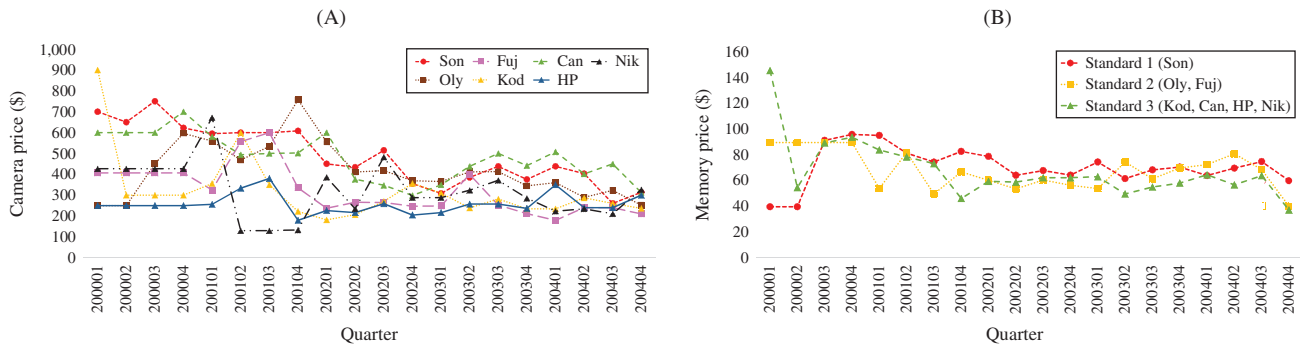 (A)
Camera price ($)
1,000
900
800
700
600
500
400
300
200
100
0
Son Fuj Can Nik
Oly Kod HP
200001 200002 200003 200004 200101 200102 200103 200104 200201 200202 200203 200204 200301 200302 200303 200304 200401 200402 200403 200404
Quarter
(B)
Memory price ($)
160
140
120
100
80
60
40
20
0
Standard 1 (Son)
Standard 2 (Oly, Fuj)
Standard 3 (Kod, Can, HP, Nik)
200001 200002 200003 200004 200101 200102 200103 200104 200201 200202 200203 200204 200301 200302 200303 200304 200401 200402 200403 200404
Quarter